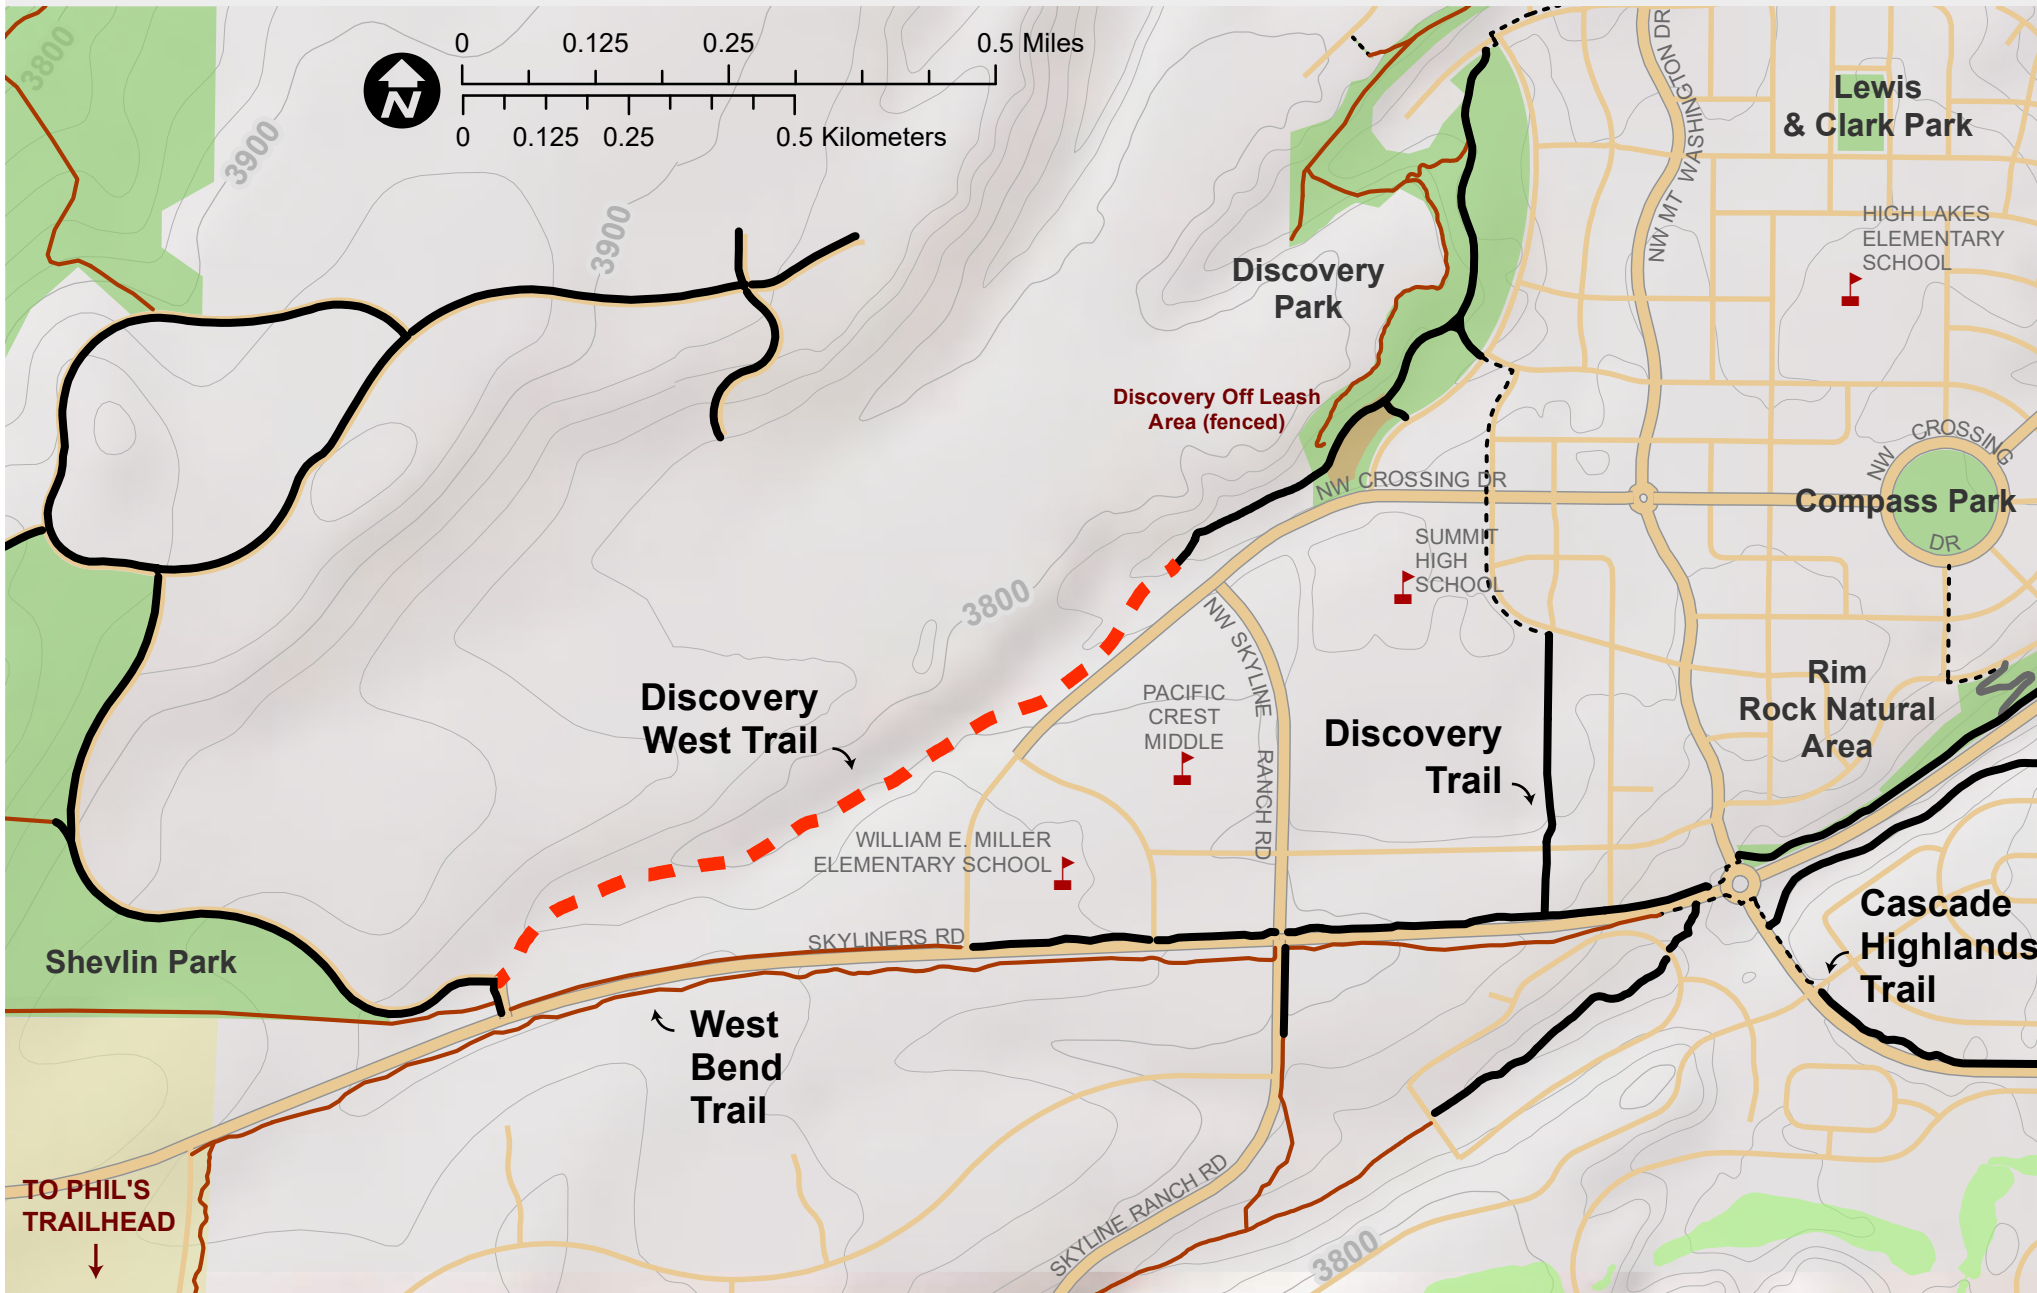 0 0.125 0.25 0.5 Miles
0 0.125 0.25 0.5 Kilometers
N
3800
3900
3900
NW MT WASHINGTON DR
Lewis
& Clark Park
HIGH LAKES
ELEMENTARY
SCHOOL
Discovery
Park
Discovery Off Leash
Area (fenced)
NW CROSSING DR
NW CROSSING
DR
Compass Park
SUMMIT
HIGH
SCHOOL
3800
NW SKYLINE RANCH RD
PACIFIC
CREST
MIDDLE
Discovery
West Trail
Discovery
Trail
Rim
Rock Natural
Area
WILLIAM E. MILLER
ELEMENTARY SCHOOL
SKYLINERS RD
Shevlin Park
Cascade
Highlands
Trail
West
Bend
Trail
SKYLINE RANCH RD
3800
TO PHIL'S
TRAILHEAD